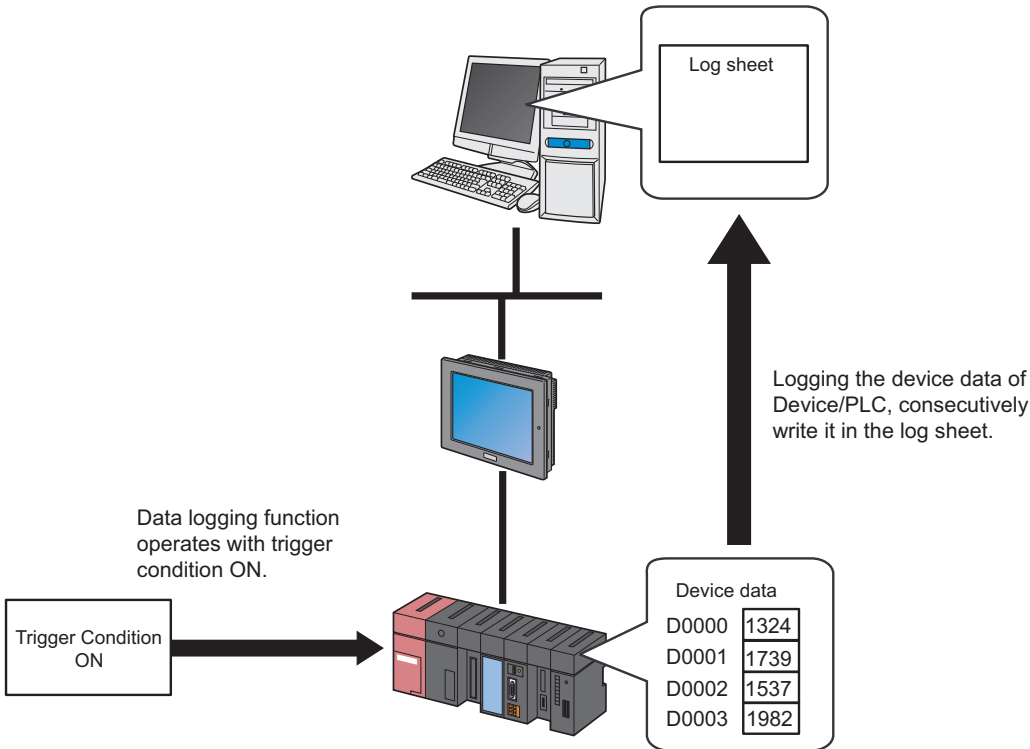 Log sheet
Logging the device data of
Device/PLC, consecutively
write it in the log sheet.
Data logging function
operates with trigger
condition ON.
Trigger Condition
ON
Device data
D0000 1324
D0001 1739
D0002 1537
D0003 1982